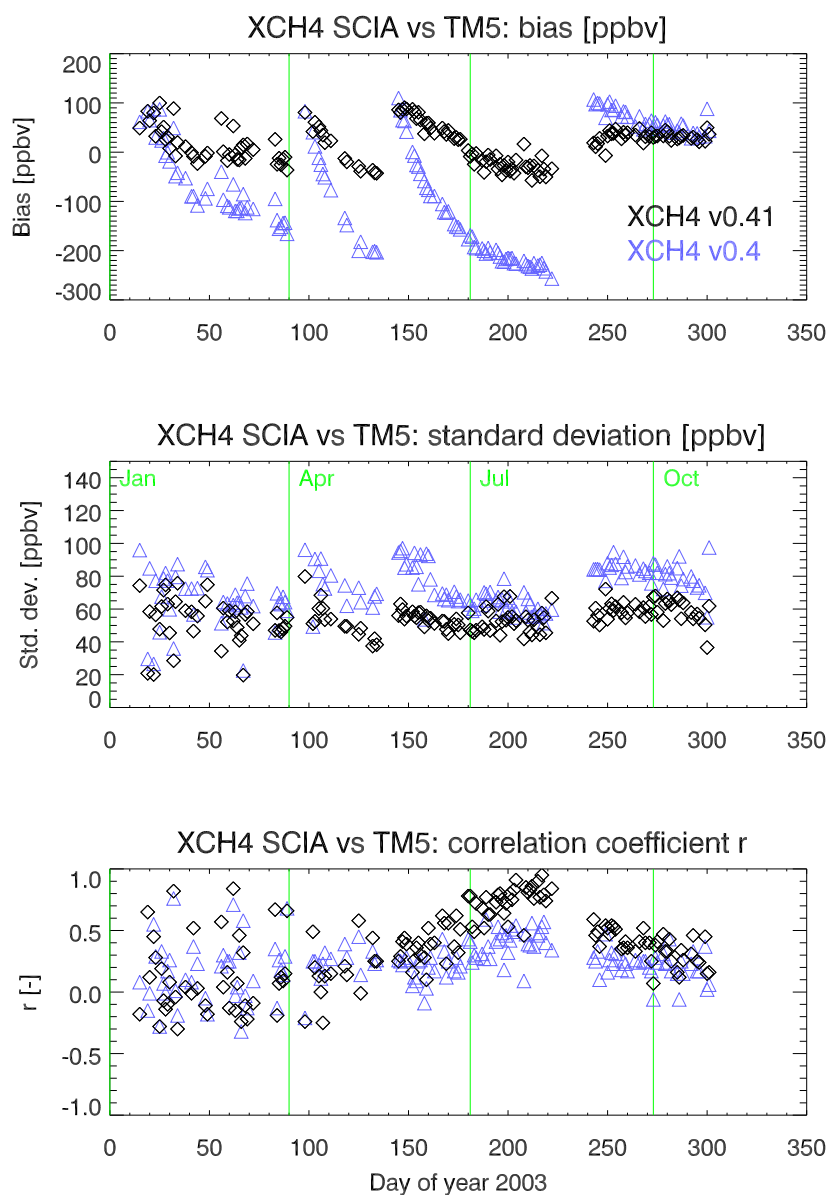 XCH4 SCIA vs TM5: bias [ppbv]
200
100
0
-100
-200
-300
Bias [ppbv]
XCH4 v0.41
XCH4 v0.4
0 50 100 150 200 250 300 350
XCH4 SCIA vs TM5: standard deviation [ppbv]
140
120
100
80
60
40
20
0
Std. dev. [ppbv]
Jan Apr Jul Oct
0 50 100 150 200 250 300 350
XCH4 SCIA vs TM5: correlation coefficient r
1.0
0.5
0.0
-0.5
-1.0
r [-]
0 50 100 150 200 250 300 350
Day of year 2003